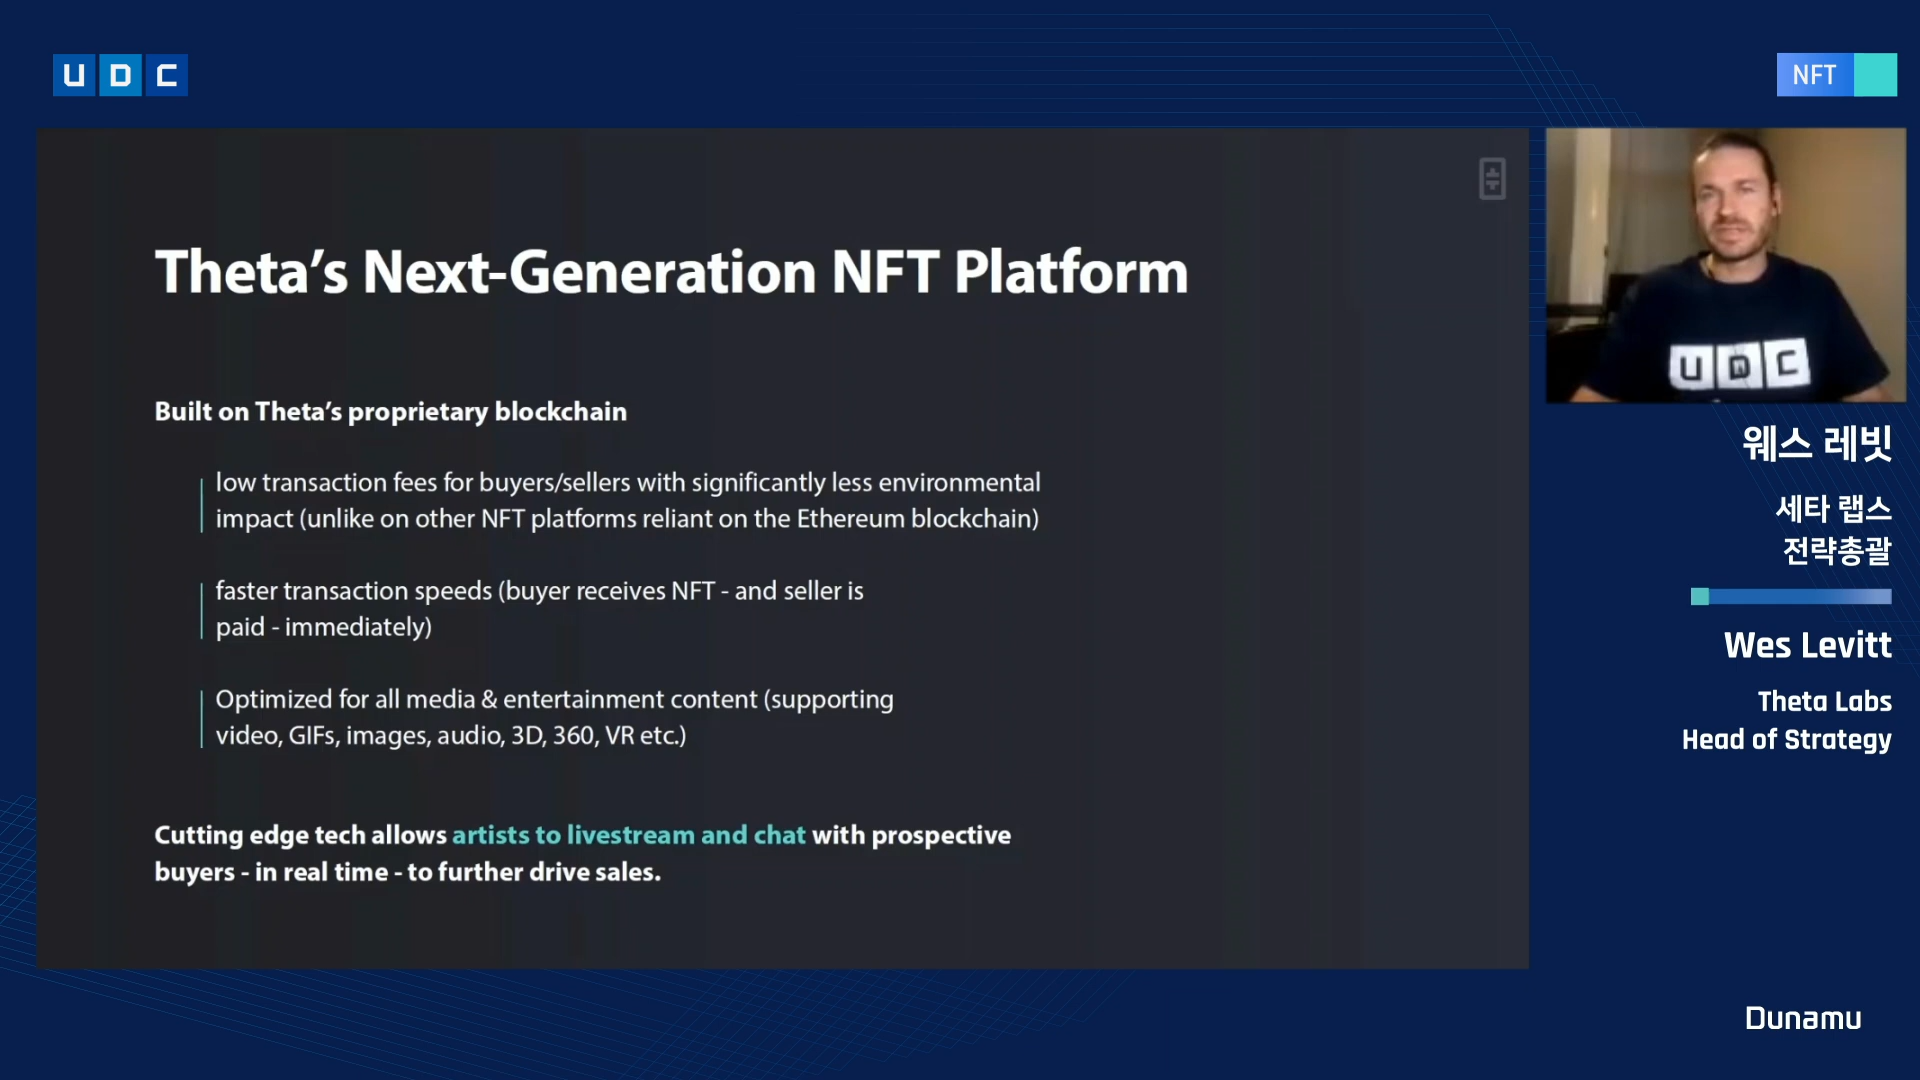 UDC
NFT
Theta’s Next-Generation NFT Platform
Built on Theta’s proprietary blockchain
low transaction fees for buyers/sellers with significantly less environmental
impact (unlike on other NFT platforms reliant on the Ethereum blockchain)
faster transaction speeds (buyer receives NFT - and seller is
paid - immediately)
Optimized for all media & entertainment content (supporting
video, GIFs, images, audio, 3D, 360, VR etc.)
Cutting edge tech allows artists to livestream and chat with prospective
buyers - in real time - to further drive sales.
UDC
웨스 레빗
세타 랩스
전략총괄
Wes Levitt
Theta Labs
Head of Strategy
Dunamu